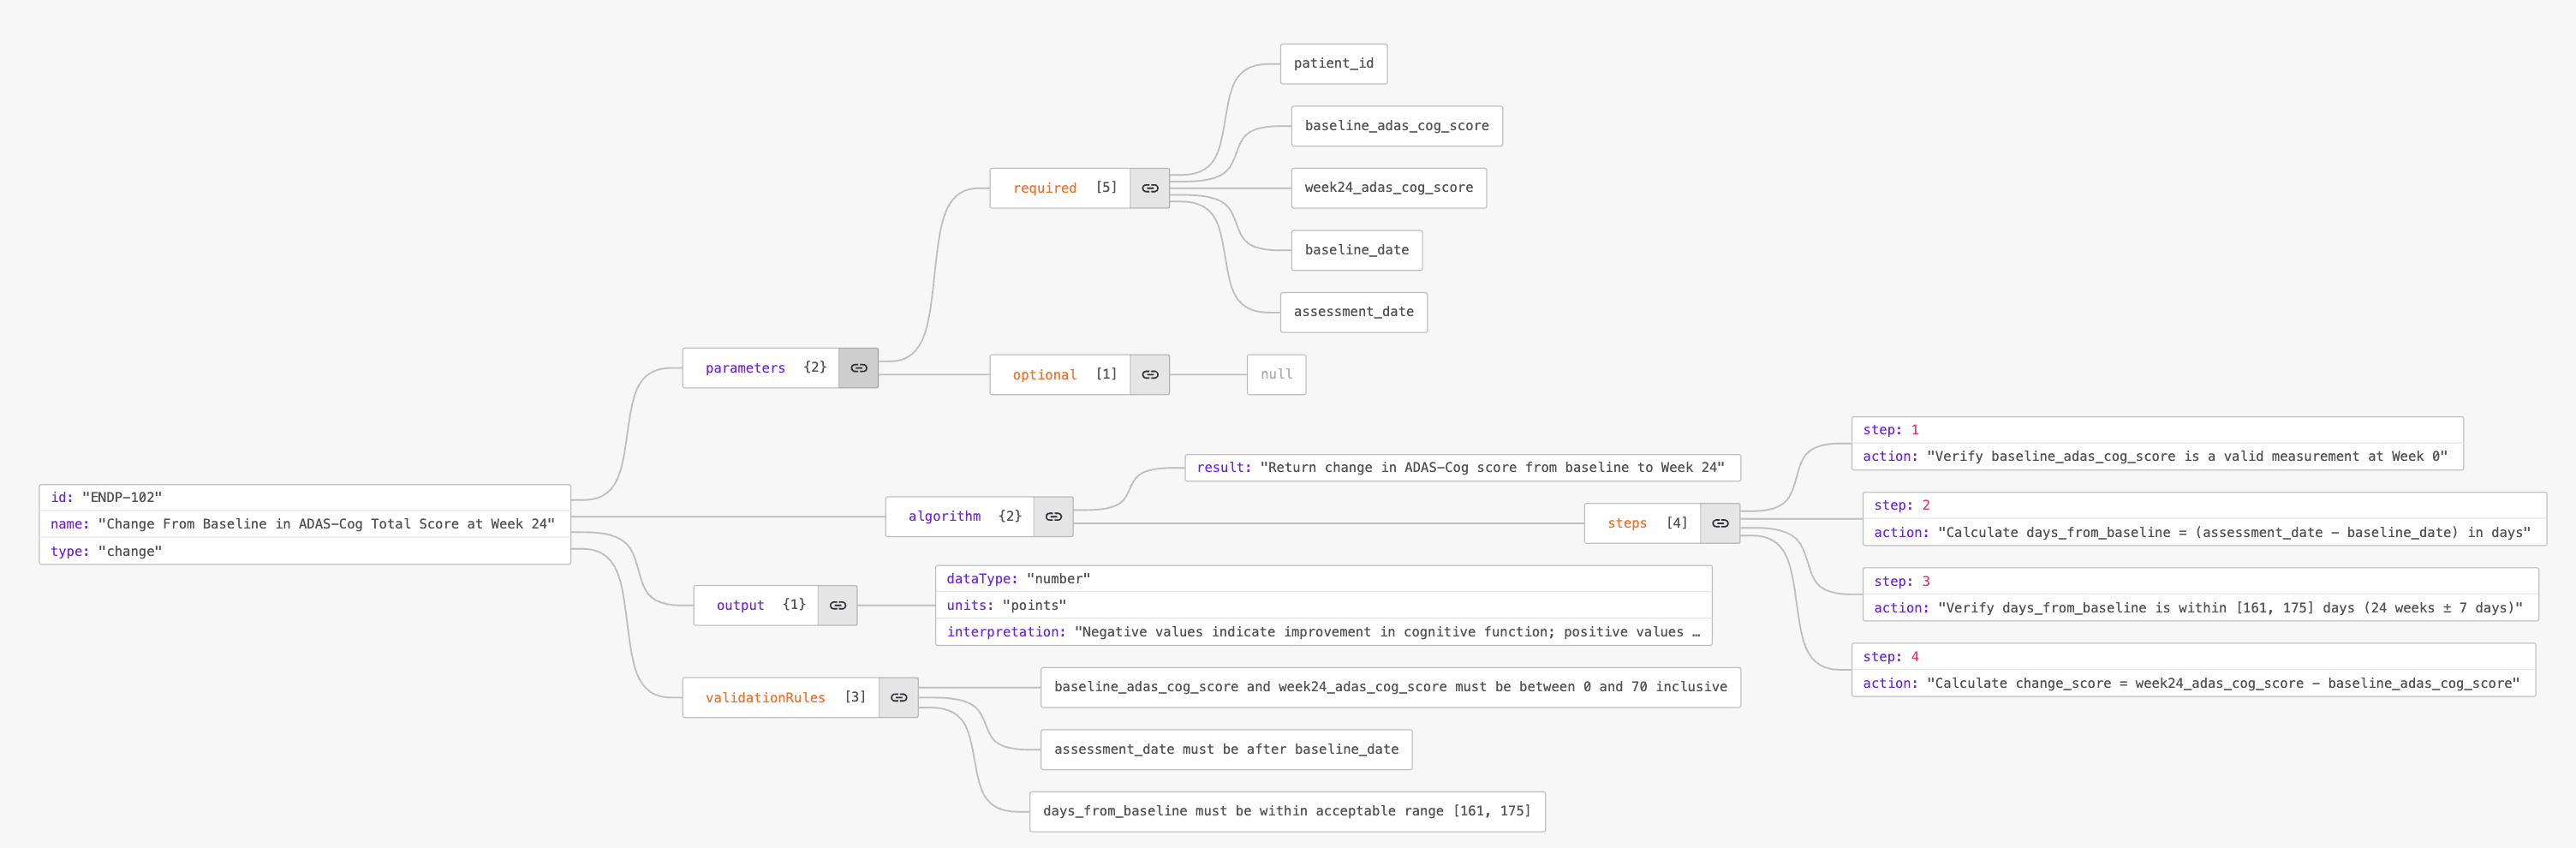 patient_id
baseline_adas_cog_score
required [5]
week24_adas_cog_score
baseline_date
assessment_date
parameters {2}
optional [1]
null
id: "ENDP-102"
name: "Change From Baseline in ADAS-Cog Total Score at Week 24"
type: "change"
algorithm {2}
result: "Return change in ADAS-Cog score from baseline to Week 24"
steps [4]
step: 1
action: "Verify baseline_adas_cog_score is a valid measurement at Week 0"
step: 2
action: "Calculate days_from_baseline = (assessment_date - baseline_date) in days"
step: 3
action: "Verify days_from_baseline is within [161, 175] days (24 weeks ± 7 days)"
step: 4
action: "Calculate change_score = week24_adas_cog_score - baseline_adas_cog_score"
output {1}
dataType: "number"
units: "points"
interpretation: "Negative values indicate improvement in cognitive function; positive values …
validationRules [3]
baseline_adas_cog_score and week24_adas_cog_score must be between 0 and 70 inclusive
assessment_date must be after baseline_date
days_from_baseline must be within acceptable range [161, 175]